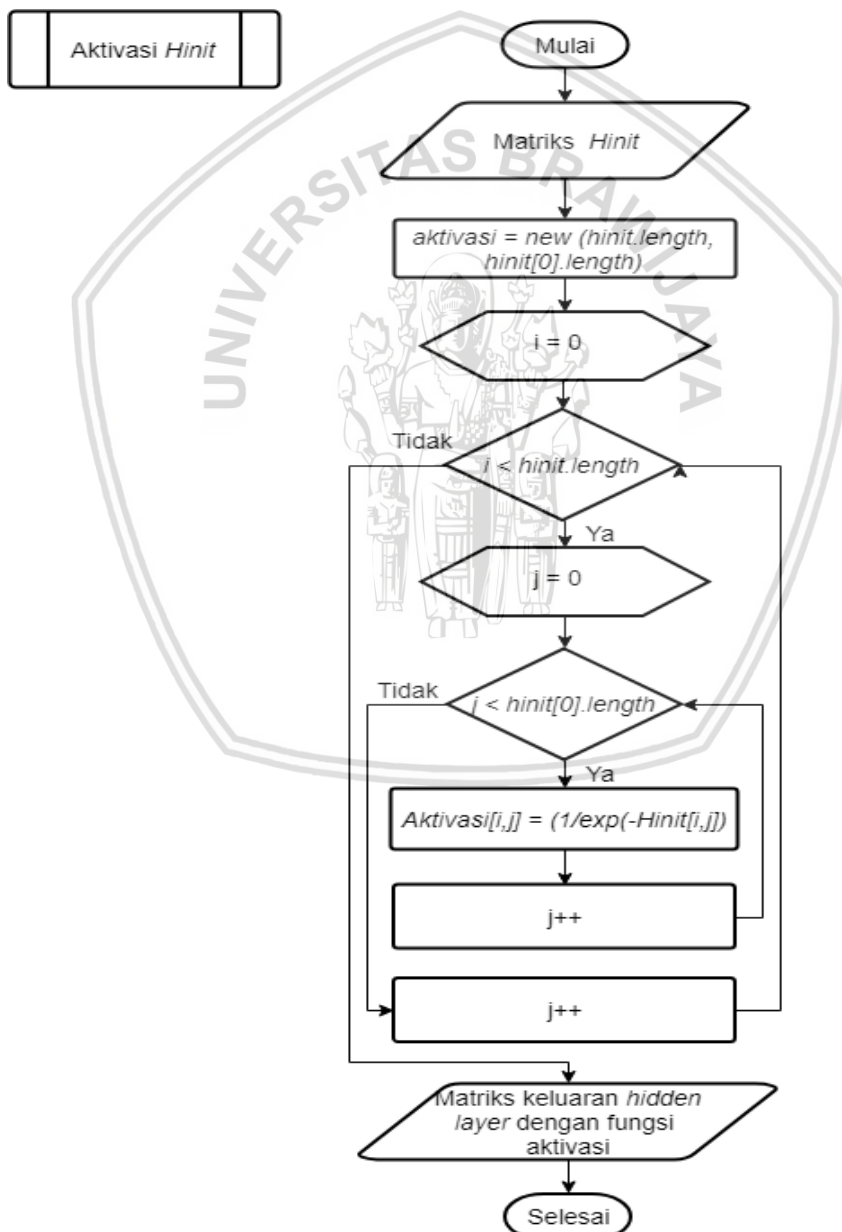 Aktivasi Hinit
Mulai
Matriks Hinit
UNIVERSITAS BRAWIJAYA
aktivasi = new (hinit.length,
hinit[0].length)
i = 0
Tidak
i < hinit.length
Ya
j = 0
Tidak
j < hinit[0].length
Ya
Aktivasi[i,j] = (1/exp(-Hinit[i,j])
j++
j++
Matriks keluaran hidden
layer dengan fungsi
aktivasi
Selesai